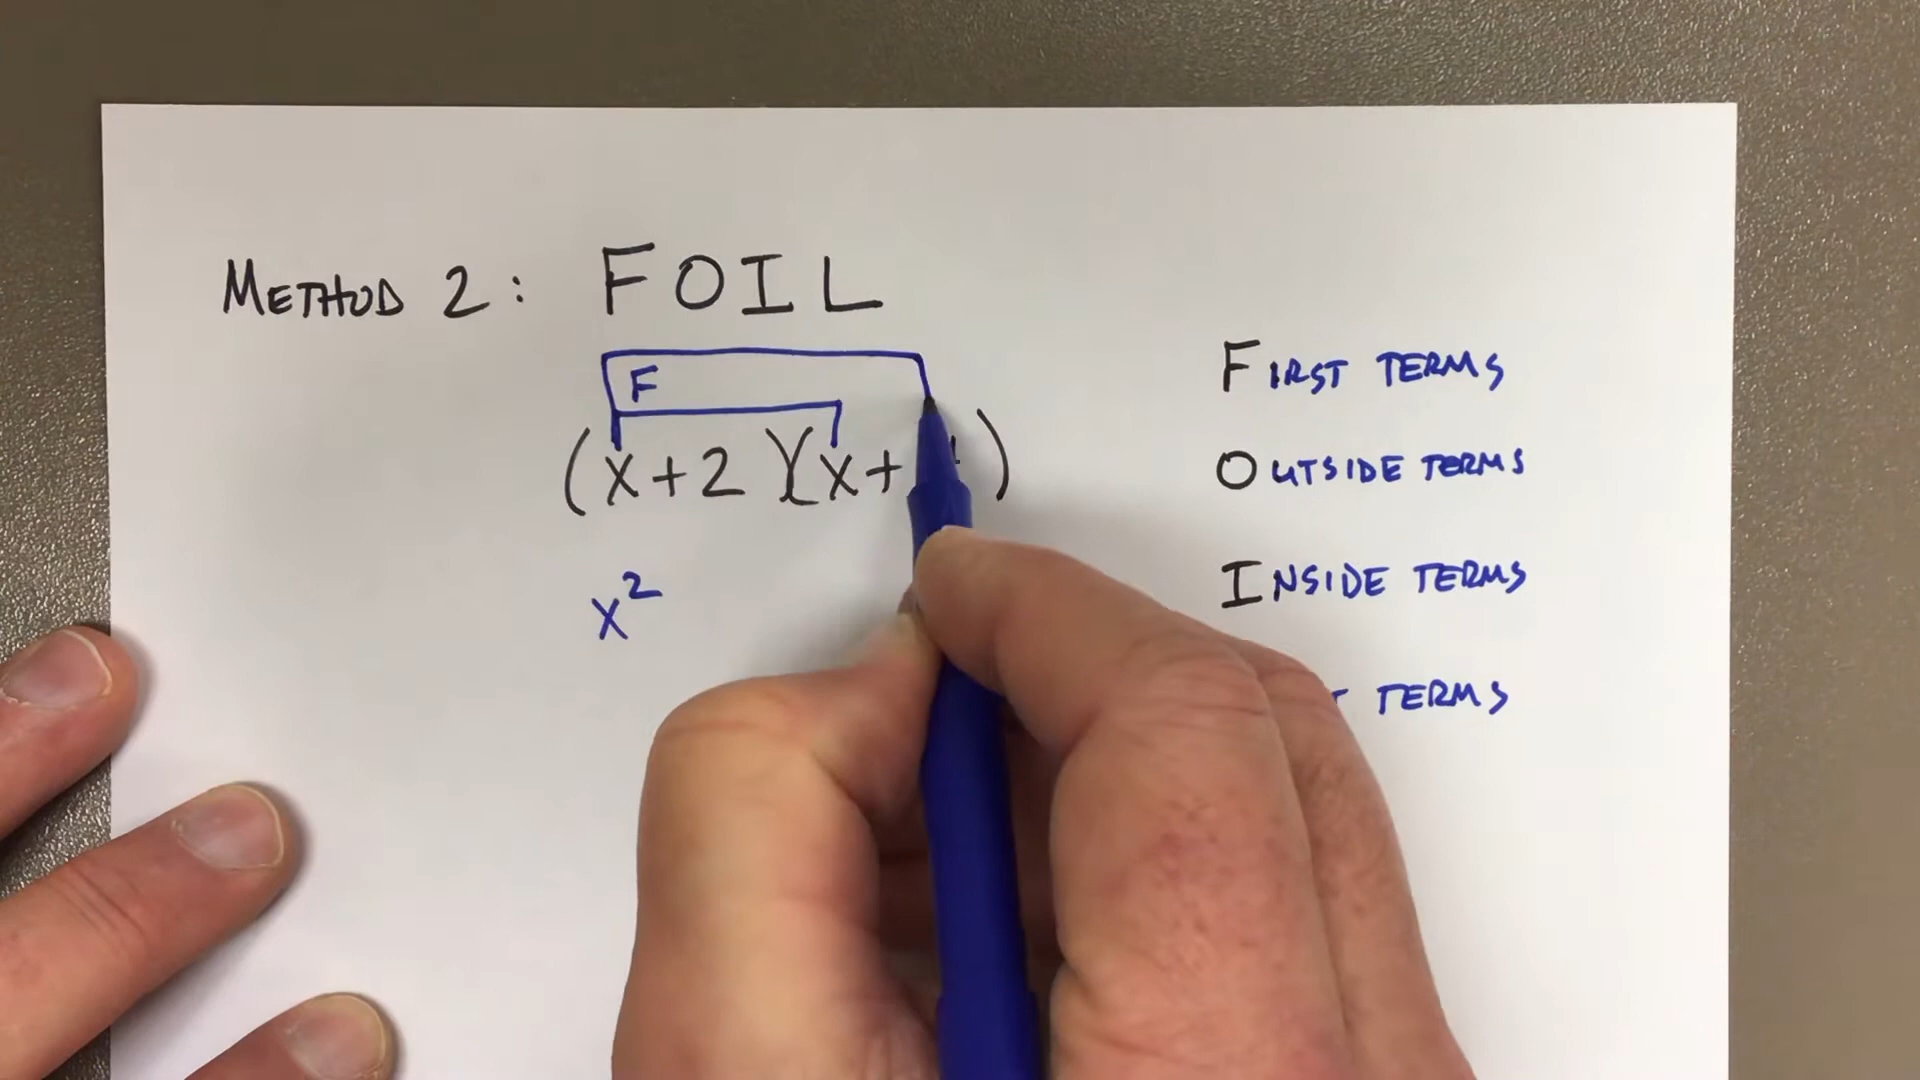 METHOD 2: FOIL
F
(x+2)(x+ )
x²
FIRST TERMS
OUTSIDE TERMS
INSIDE TERMS
TERMS